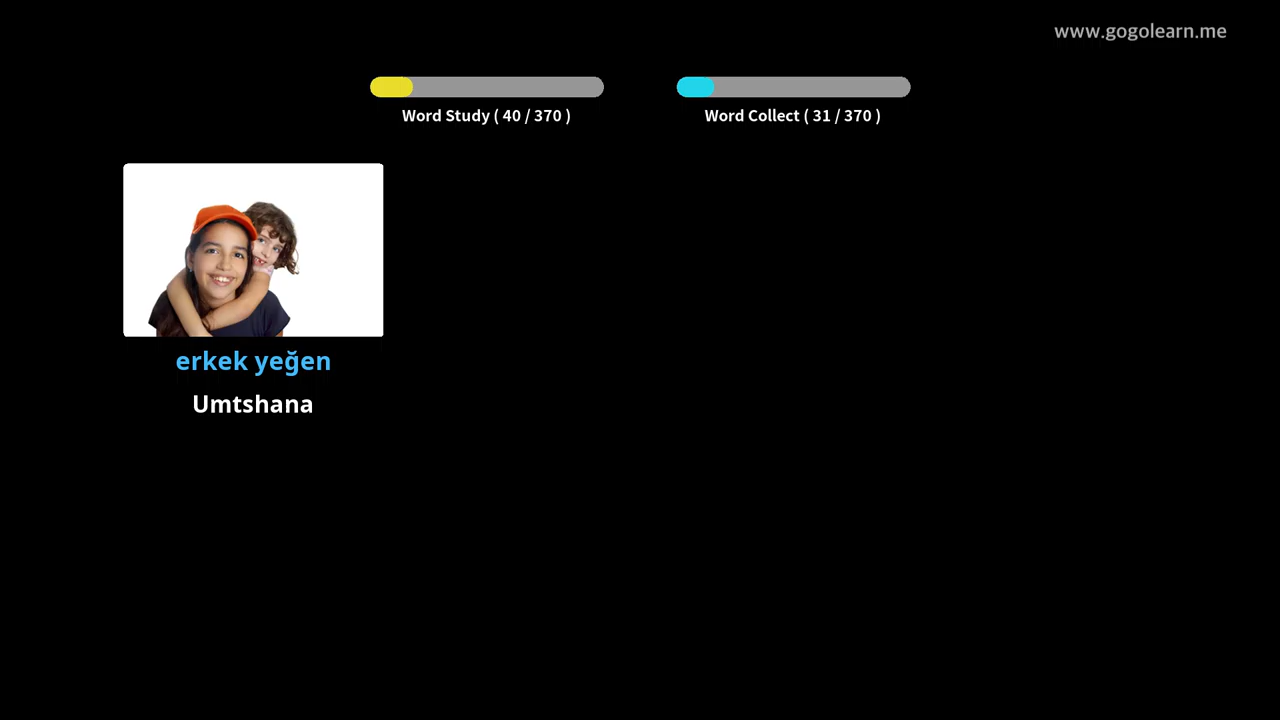 www.gogolearn.me
Word Study ( 40 / 370 )
Word Collect ( 31 / 370 )
erkek yeğen
Umtshana